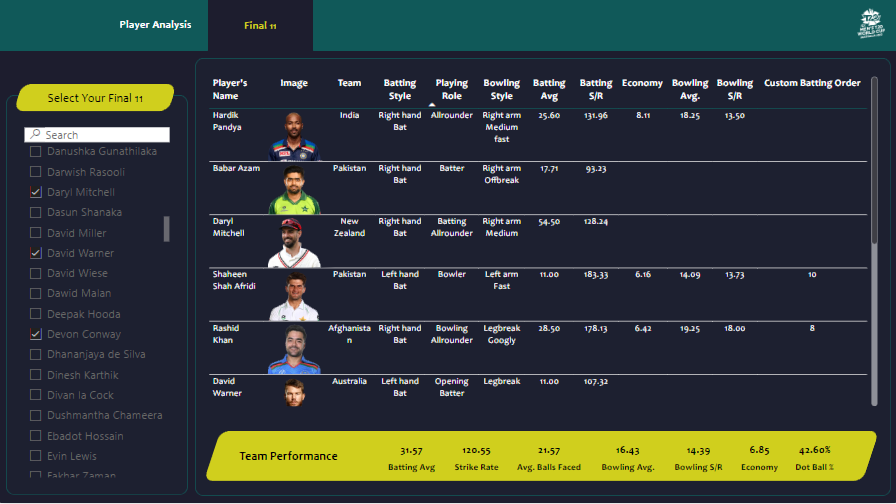 Player Analysis
Final 11
Select Your Final 11
Search
Danushka Gunathilaka
Darwish Rasooli
Daryl Mitchell
Dasun Shanaka
David Miller
David Warner
David Wiese
Dawid Malan
Deepak Hooda
Devon Conway
Dhananjaya de Silva
Dinesh Karthik
Divan la Cock
Dushmantha Chameera
Ebadot Hossain
Evin Lewis
Fakhar Zaman
Player's Name Image Team Batting Style Playing Role Bowling Style Batting Avg Batting S/R Economy Bowling Avg. Bowling S/R Custom Batting Order
Hardik Pandya India Right hand Bat Allrounder Right arm Medium fast 25.60 131.96 8.11 18.25 13.50
Babar Azam Pakistan Right hand Bat Batter Right arm Offbreak 17.71 93.23
Daryl Mitchell New Zealand Right hand Bat Batting Allrounder Right arm Medium 54.50 128.24
Shaheen Shah Afridi Pakistan Left hand Bat Bowler Left arm Fast 11.00 183.33 6.16 14.09 13.73 10
Rashid Khan Afghanistan Right hand Bat Bowling Allrounder Legbreak Googly 28.50 178.13 6.42 19.25 18.00 8
David Warner Australia Left hand Bat Opening Batter Legbreak 11.00 107.32
Team Performance
31.57 120.55 21.57 16.43 14.39 6.85 42.60%
Batting Avg Strike Rate Avg. Balls Faced Bowling Avg. Bowling S/R Economy Dot Ball %